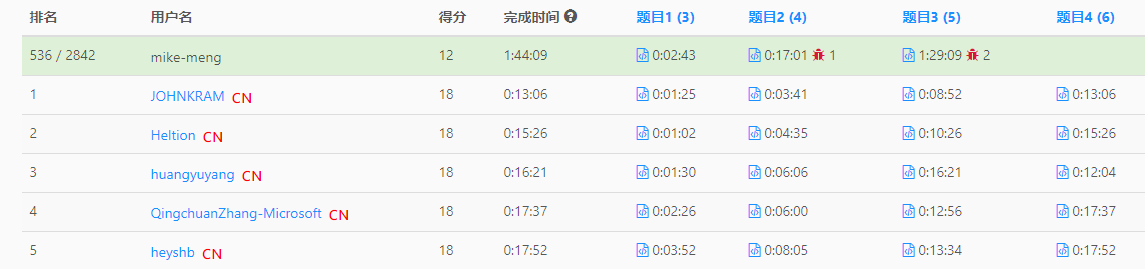 排名 用户名 得分 完成时间 题目1 (3) 题目2 (4) 题目3 (5) 题目4 (6)
536 / 2842 mike-meng 12 1:44:09 0:02:43 0:17:01 1 1:29:09 2
1 JOHNKRAM CN 18 0:13:06 0:01:25 0:03:41 0:08:52 0:13:06
2 Heltion CN 18 0:15:26 0:01:02 0:04:35 0:10:26 0:15:26
3 huangyuyang CN 18 0:16:21 0:01:30 0:06:06 0:16:21 0:12:04
4 QingchuanZhang-Microsoft CN 18 0:17:37 0:02:26 0:06:00 0:12:56 0:17:37
5 heyshb CN 18 0:17:52 0:03:52 0:08:05 0:13:34 0:17:52